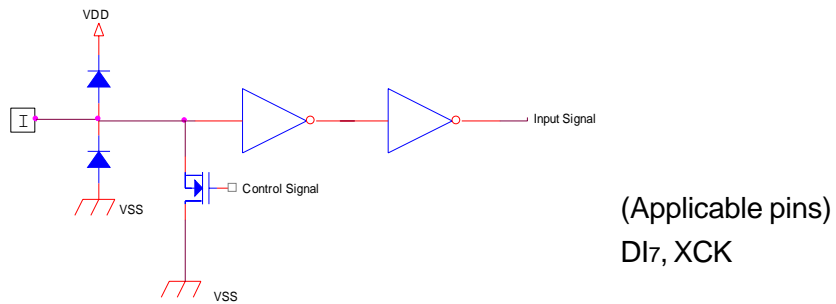 VDD
I
Input Signal
Control Signal
VSS
(Applicable pins)
DI7, XCK
VSS